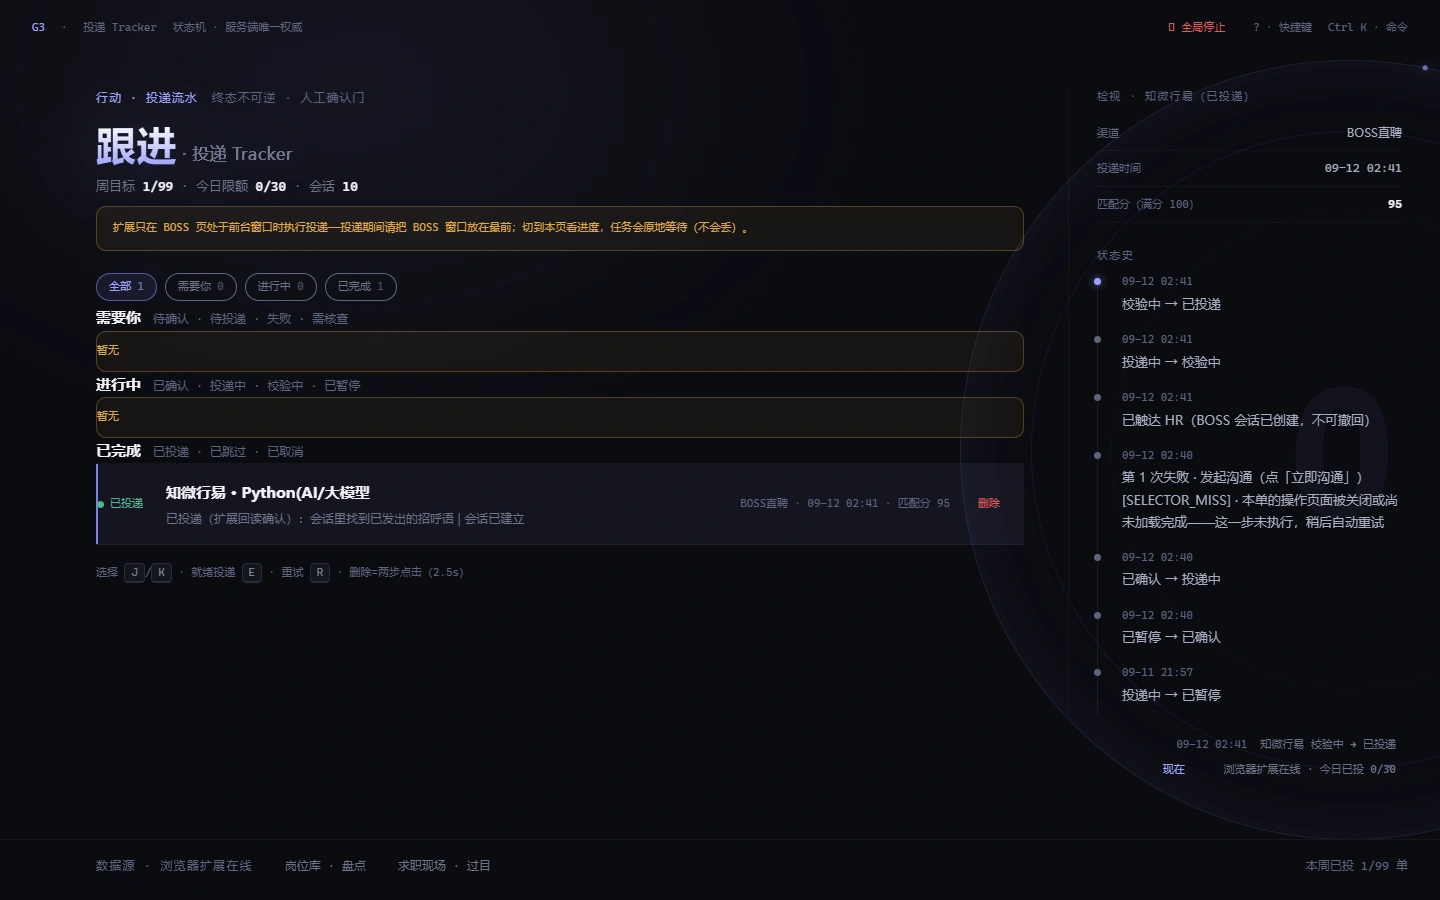 G3 · 投递 Tracker 状态机 · 服务端唯一权威
全局停止 ? · 快捷键 Ctrl K · 命令
行动 · 投递流水 终态不可逆 · 人工确认门
跟进 · 投递 Tracker
周目标 1/99 · 今日限额 0/30 · 会话 10
扩展只在 BOSS 页处于前台窗口时执行投递——投递期间请把 BOSS 窗口放在最前；切到本页看进度，任务会原地等待（不会丢）。
全部 1 需要你 0 进行中 0 已完成 1
需要你 待确认 · 待投递 · 失败 · 需核查
暂无
进行中 已确认 · 投递中 · 校验中 · 已暂停
暂无
已完成 已投递 · 已跳过 · 已取消
已投递 知微行易 • Python(AI/大模型 BOSS直聘 · 09-12 02:41 · 匹配分 95 删除
已投递（扩展回读确认）：会话里找到已发出的招呼语 | 会话已建立
选择 J/K · 就绪投递 E · 重试 R · 删除=两步点击（2.5s）
检视 · 知微行易（已投递）
渠道 BOSS直聘
投递时间 09-12 02:41
匹配分（满分 100） 95
状态史
09-12 02:41
校验中 → 已投递
09-12 02:41
投递中 → 校验中
09-12 02:41
已触达 HR（BOSS 会话已创建，不可撤回）
09-12 02:40
第 1 次失败 · 发起沟通（点「立即沟通」）
[SELECTOR_MISS] · 本单的操作页面被关闭或尚
未加载完成——这一步未执行，稍后自动重试
09-12 02:40
已确认 → 投递中
09-12 02:40
已暂停 → 已确认
09-11 21:57
投递中 → 已暂停
0
09-12 02:41 知微行易 校验中 → 已投递
现在 浏览器扩展在线 · 今日已投 0/30
数据源 · 浏览器扩展在线 岗位库 · 盘点 求职现场 · 过目
本周已投 1/99 单